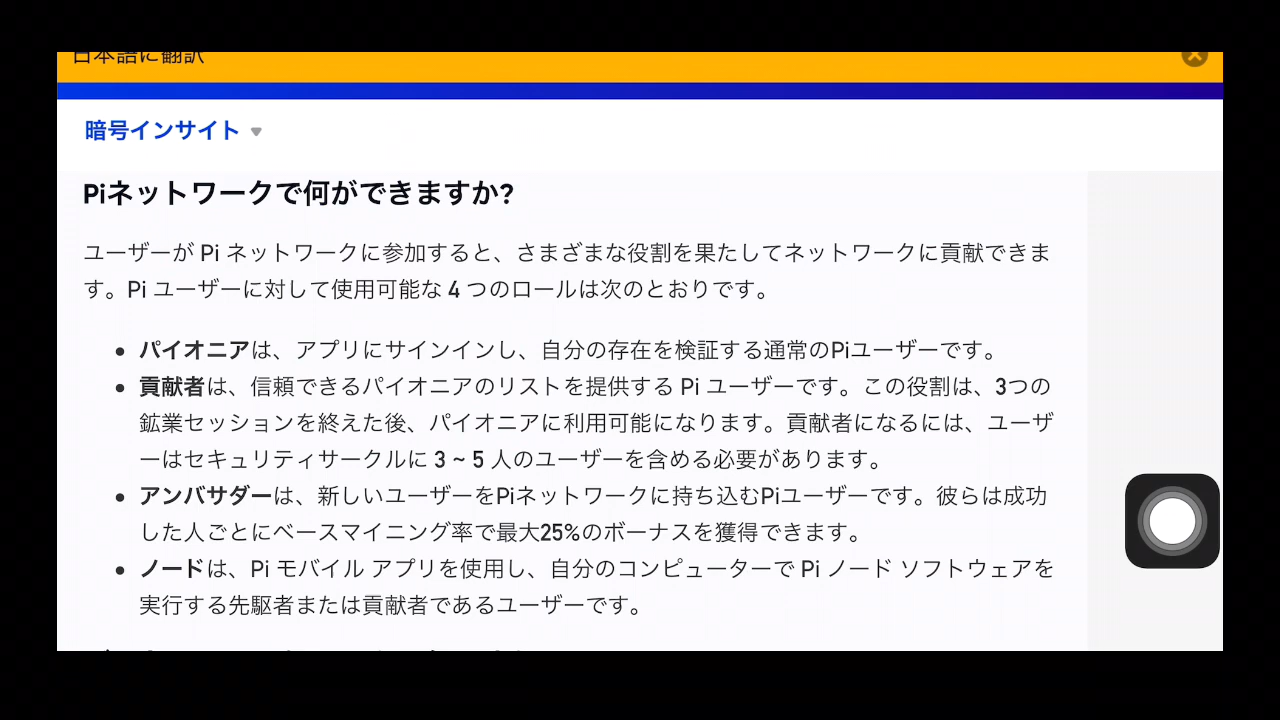 日本語に翻訳
暗号インサイト
Piネットワークで何ができますか?
ユーザーが Pi ネットワークに参加すると、さまざまな役割を果たしてネットワークに貢献できま
す。Pi ユーザーに対して使用可能な 4 つのロールは次のとおりです。
• パイオニアは、アプリにサインインし、自分の存在を検証する通常のPiユーザーです。
• 貢献者は、信頼できるパイオニアのリストを提供する Pi ユーザーです。この役割は、3つの
鉱業セッションを終えた後、パイオニアに利用可能になります。貢献者になるには、ユーザ
ーはセキュリティサークルに 3 ~ 5 人のユーザーを含める必要があります。
• アンバサダーは、新しいユーザーをPiネットワークに持ち込むPiユーザーです。彼らは成功
した人ごとにベースマイニング率で最大25%のボーナスを獲得できます。
• ノードは、Pi モバイル アプリを使用し、自分のコンピューターで Pi ノード ソフトウェアを
実行する先駆者または貢献者であるユーザーです。